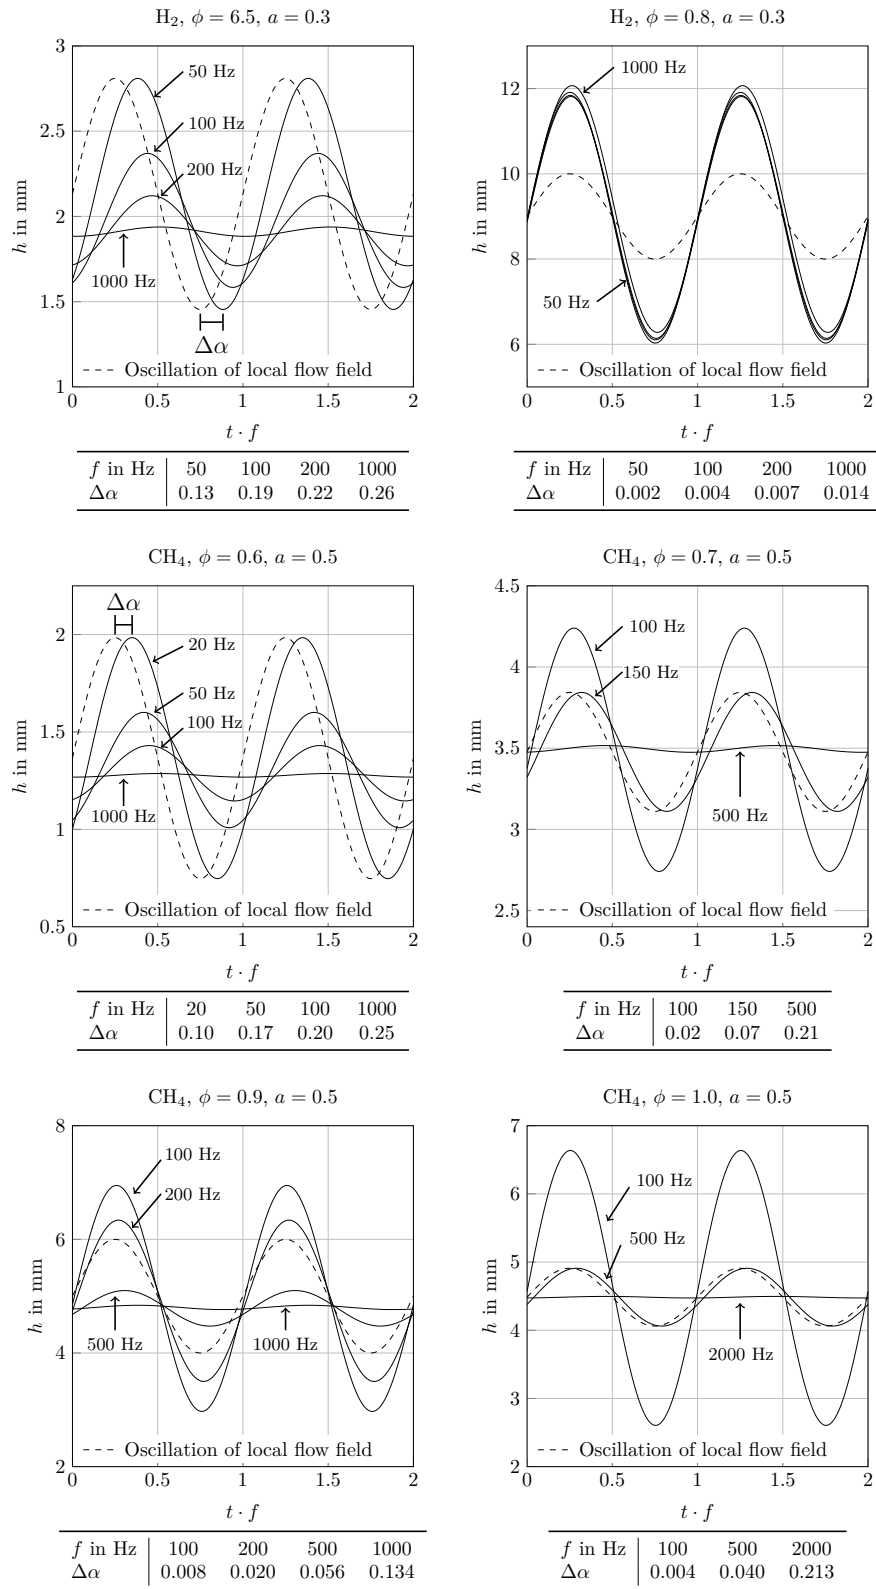 H₂, ϕ = 6.5, a = 0.3
3
2.5
2
1.5
1
h in mm
50 Hz
100 Hz
200 Hz
1000 Hz
Δα
Oscillation of local flow field
0 0.5 1 1.5 2
t · f
f in Hz 50 100 200 1000
Δα 0.13 0.19 0.22 0.26
H₂, ϕ = 0.8, a = 0.3
12
10
8
6
h in mm
1000 Hz
50 Hz
Oscillation of local flow field
0 0.5 1 1.5 2
t · f
f in Hz 50 100 200 1000
Δα 0.002 0.004 0.007 0.014
CH₄, ϕ = 0.6, a = 0.5
2
1.5
1
0.5
h in mm
Δα
20 Hz
50 Hz
100 Hz
1000 Hz
Oscillation of local flow field
0 0.5 1 1.5 2
t · f
f in Hz 20 50 100 1000
Δα 0.10 0.17 0.20 0.25
CH₄, ϕ = 0.7, a = 0.5
4.5
4
3.5
3
2.5
h in mm
100 Hz
150 Hz
500 Hz
Oscillation of local flow field
0 0.5 1 1.5 2
t · f
f in Hz 100 150 500
Δα 0.02 0.07 0.21
CH₄, ϕ = 0.9, a = 0.5
8
6
4
2
h in mm
100 Hz
200 Hz
500 Hz
1000 Hz
Oscillation of local flow field
0 0.5 1 1.5 2
t · f
f in Hz 100 200 500 1000
Δα 0.008 0.020 0.056 0.134
CH₄, ϕ = 1.0, a = 0.5
7
6
5
4
3
2
h in mm
100 Hz
500 Hz
2000 Hz
Oscillation of local flow field
0 0.5 1 1.5 2
t · f
f in Hz 100 500 2000
Δα 0.004 0.040 0.213